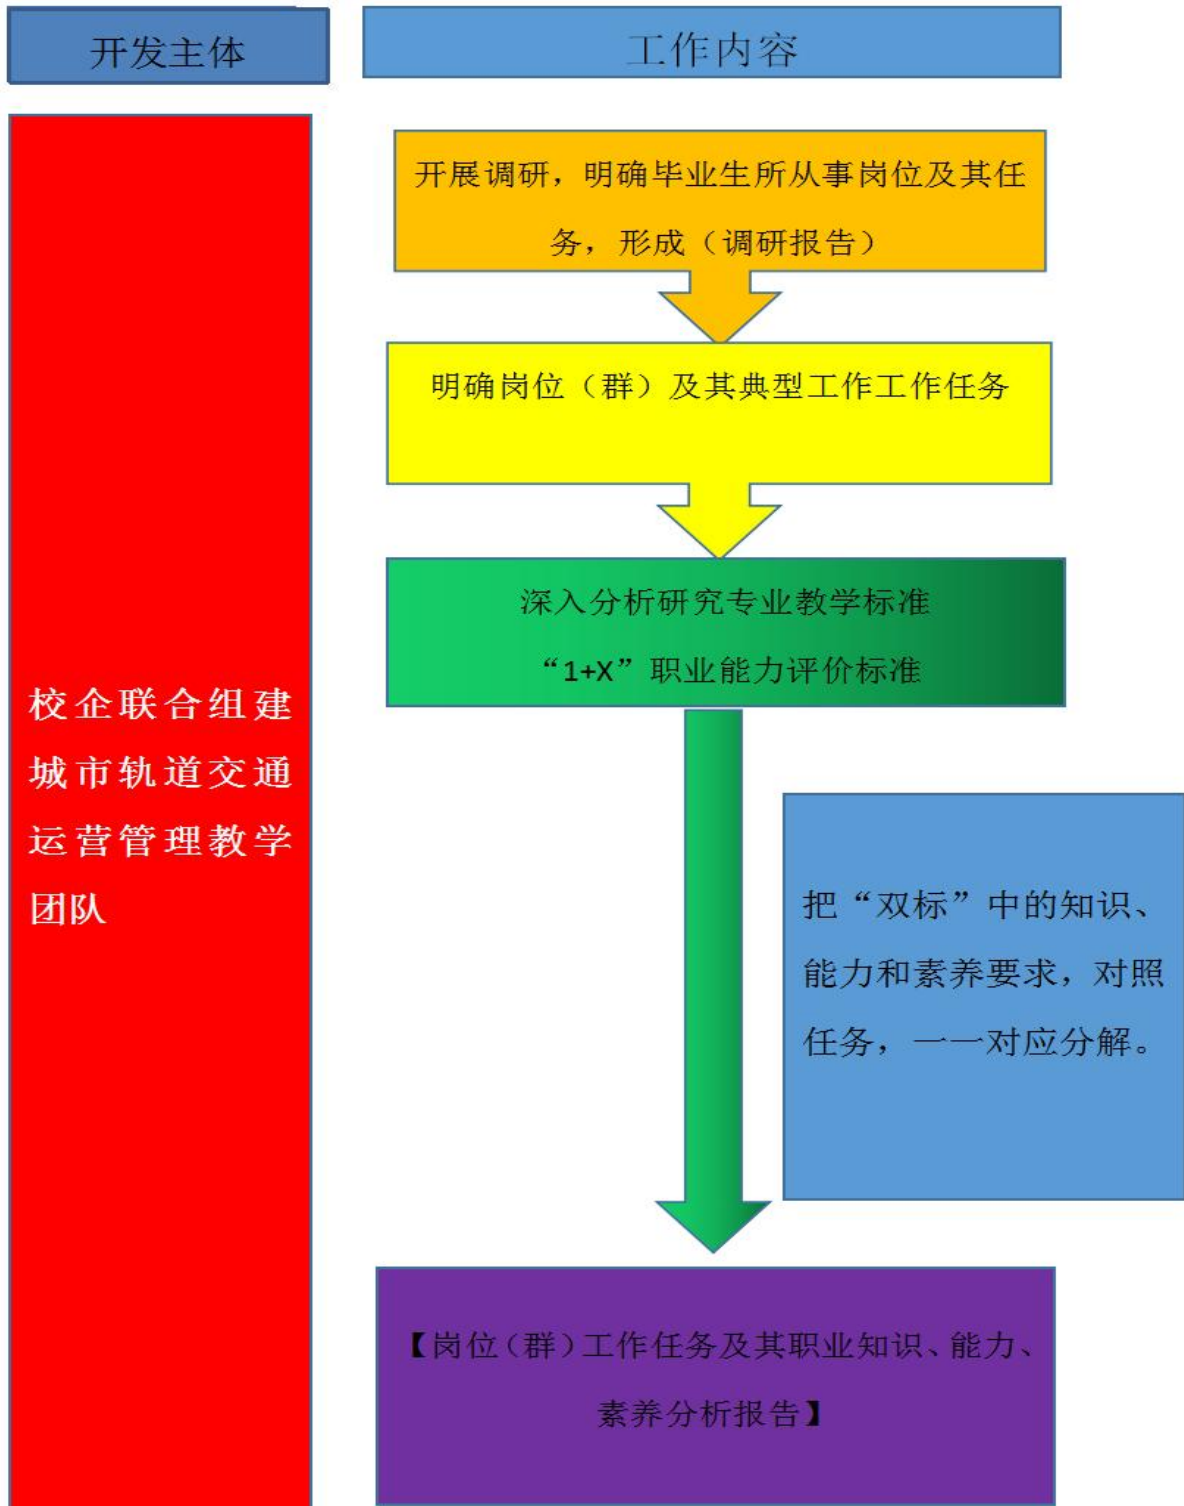 开发主体
工作内容
校企联合组建
城市轨道交通
运营管理教学
团队
开展调研，明确毕业生所从事岗位及其任
务，形成（调研报告）
明确岗位（群）及其典型工作工作任务
深入分析研究专业教学标准
“1+X”职业能力评价标准
把“双标”中的知识、
能力和素养要求，对照
任务，一一对应分解。
【岗位（群）工作任务及其职业知识、能力、
素养分析报告】